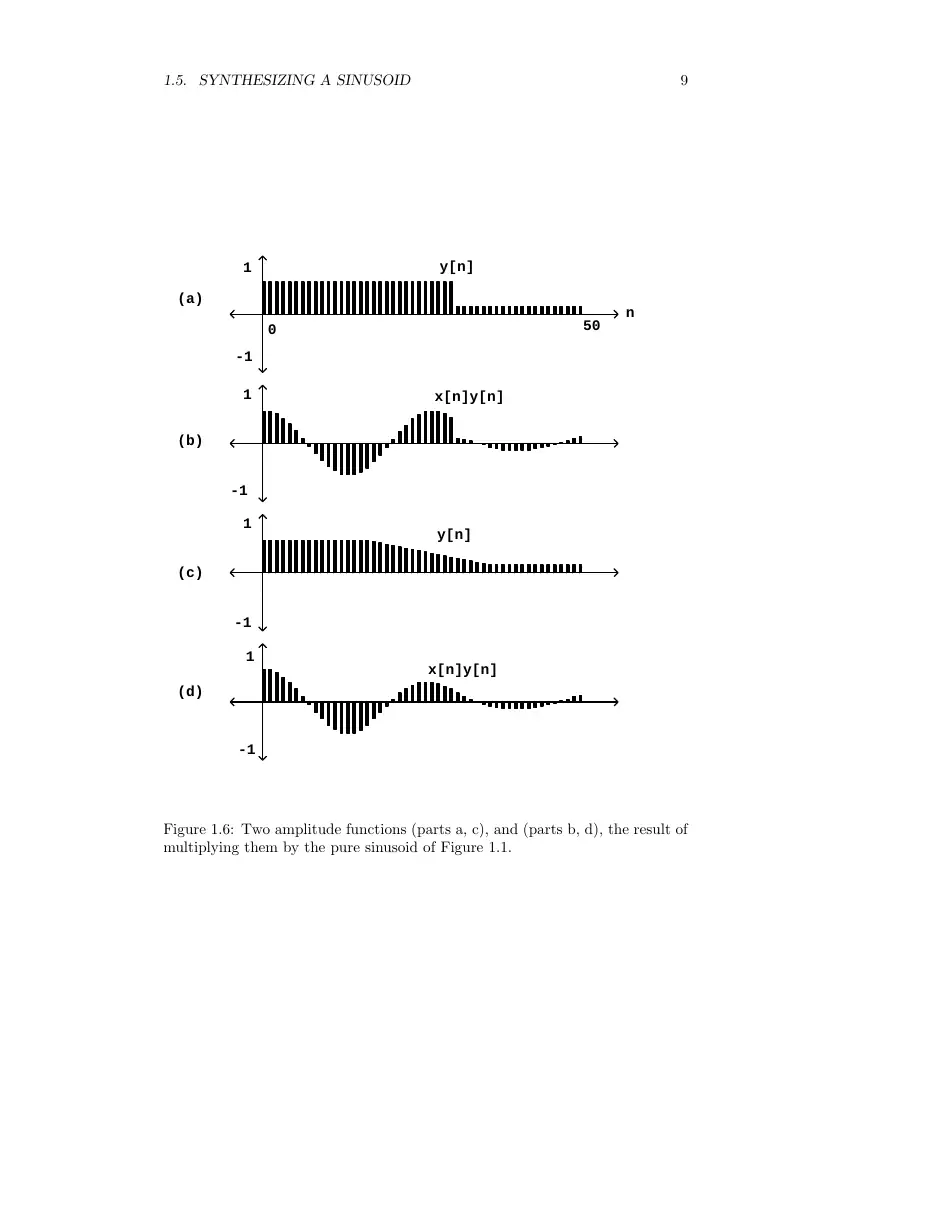 1.5. SYNTHESIZING A SINUSOID 9
1
y[n]
(a)
n
0
50
-1
1
x[n]y[n]
(b)
-1
1
y[n]
(c)
-1
1
x[n]y[n]
(d)
-1
Figure 1.6: Two amplitude functions (parts a, c), and (parts b, d), the result of
multiplying them by the pure sinusoid of Figure 1.1.